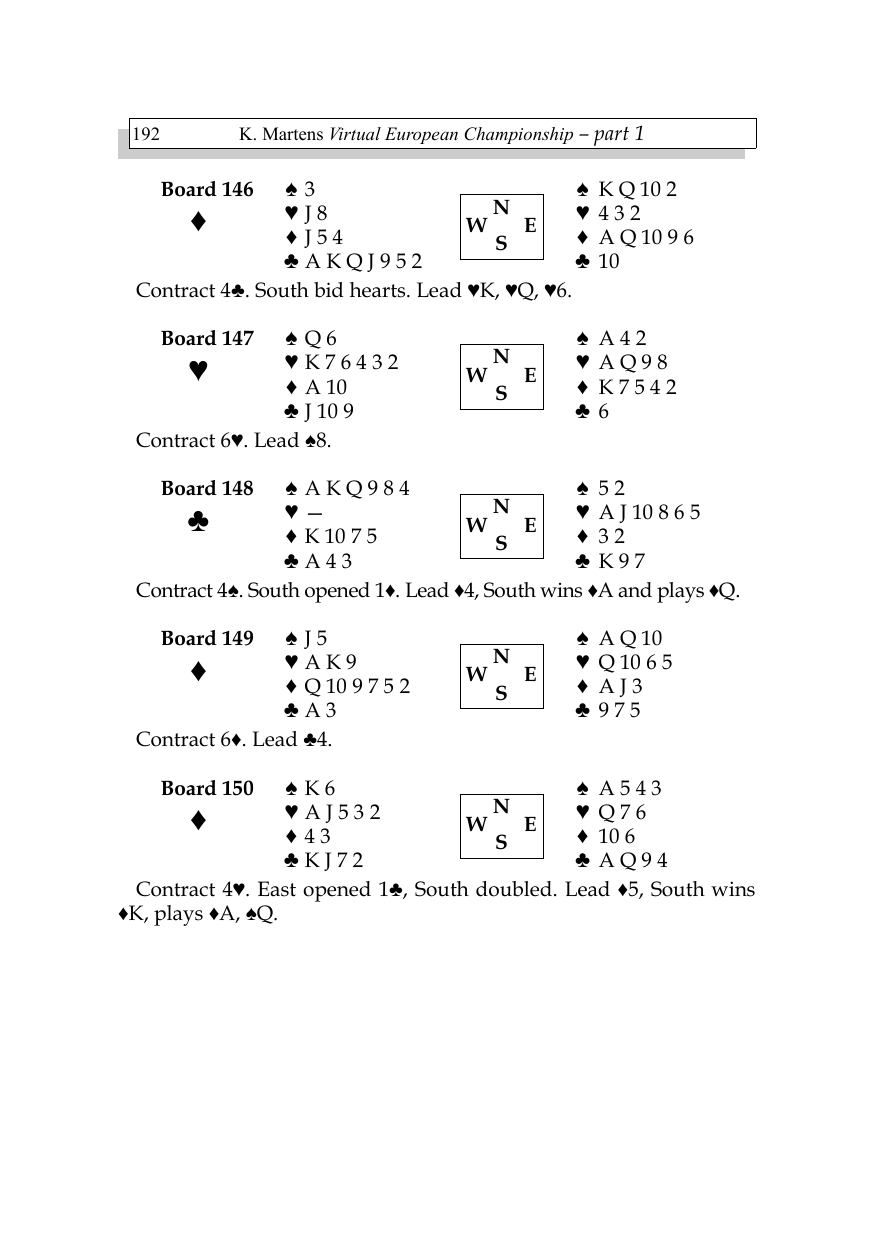 192 K. Martens Virtual European Championship – part 1
Board 146 ♠ 3 ♠ K Q 10 2
♦ ♥ J 8 N ♥ 4 3 2
♦ J 5 4 W E ♦ A Q 10 9 6
♣ A K Q J 9 5 2 S ♣ 10
Contract 4♣. South bid hearts. Lead ♥K, ♥Q, ♥6.
Board 147 ♠ Q 6 ♠ A 4 2
♥ ♥ K 7 6 4 3 2 N ♥ A Q 9 8
♦ A 10 W E ♦ K 7 5 4 2
♣ J 10 9 S ♣ 6
Contract 6♥. Lead ♠8.
Board 148 ♠ A K Q 9 8 4 ♠ 5 2
♣ ♥ — N ♥ A J 10 8 6 5
♦ K 10 7 5 W E ♦ 3 2
♣ A 4 3 S ♣ K 9 7
Contract 4♠. South opened 1♦. Lead ♦4, South wins ♦A and plays ♦Q.
Board 149 ♠ J 5 ♠ A Q 10
♦ ♥ A K 9 N ♥ Q 10 6 5
♦ Q 10 9 7 5 2 W E ♦ A J 3
♣ A 3 S ♣ 9 7 5
Contract 6♦. Lead ♣4.
Board 150 ♠ K 6 ♠ A 5 4 3
♦ ♥ A J 5 3 2 N ♥ Q 7 6
♦ 4 3 W E ♦ 10 6
♣ K J 7 2 S ♣ A Q 9 4
Contract 4♥. East opened 1♣, South doubled. Lead ♦5, South wins
♦K, plays ♦A, ♠Q.